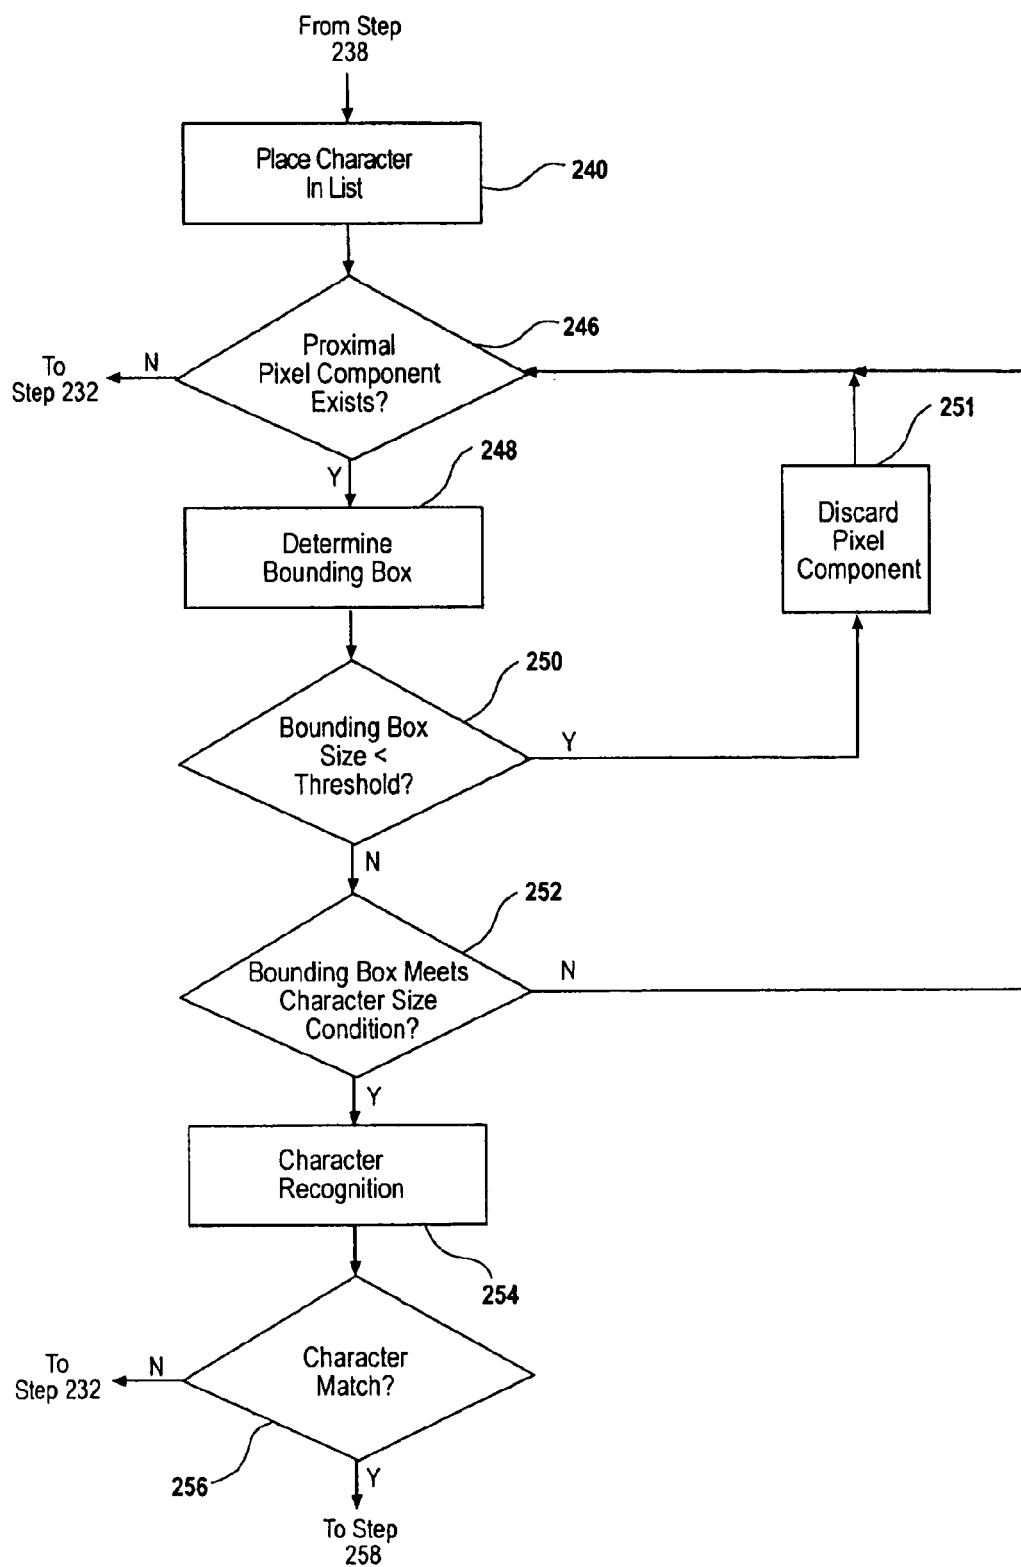 From Step
238
Place Character
In List
240
Proximal
Pixel Component
Exists?
246
N
To
Step 232
Y
248
Determine
Bounding Box
251
Discard
Pixel
Component
250
Bounding Box
Size <
Threshold?
Y
N
252
Bounding Box Meets
Character Size
Condition?
N
Y
Character
Recognition
254
Character
Match?
N
To
Step 232
256
Y
To Step
258